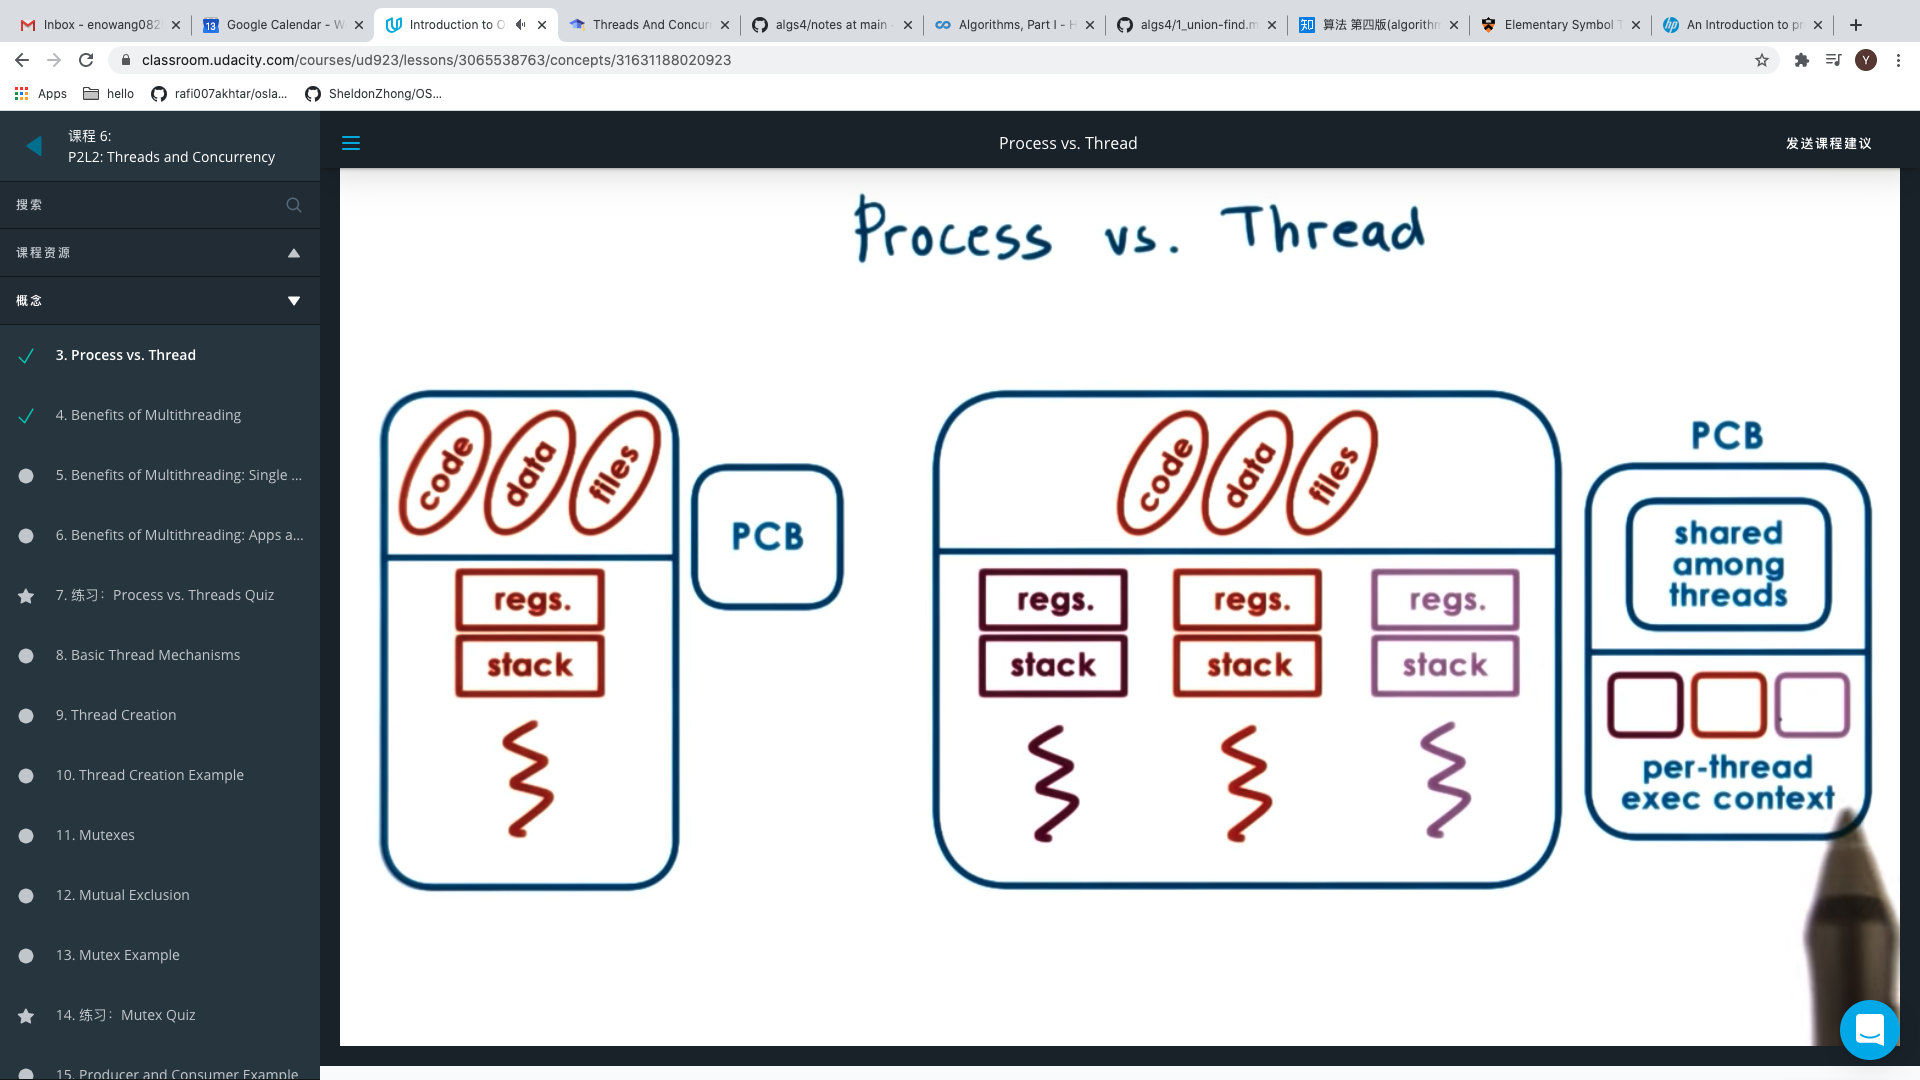 Inbox - enowang082
Google Calendar - W
Introduction to O
Threads And Concurr
algs4/notes at main
Algorithms, Part I - H
algs4/1_union-find.m
知 算法 第四版(algorithm
Elementary Symbol T
An Introduction to pr
classroom.udacity.com/courses/ud923/lessons/3065538763/concepts/31631188020923
Y
Apps
hello
rafi007akhtar/osla...
SheldonZhong/OS...
课程 6:
P2L2: Threads and Concurrency
Process vs. Thread
发送课程建议
搜索
课程资源
概念
3. Process vs. Thread
4. Benefits of Multithreading
5. Benefits of Multithreading: Single ...
6. Benefits of Multithreading: Apps a...
7. 练习：Process vs. Threads Quiz
8. Basic Thread Mechanisms
9. Thread Creation
10. Thread Creation Example
11. Mutexes
12. Mutual Exclusion
13. Mutex Example
14. 练习：Mutex Quiz
15. Producer and Consumer Example
Process vs. Thread
code data files
regs.
stack
PCB
code data files
regs. regs. regs.
stack stack stack
PCB
shared
among
threads
per-thread
exec context